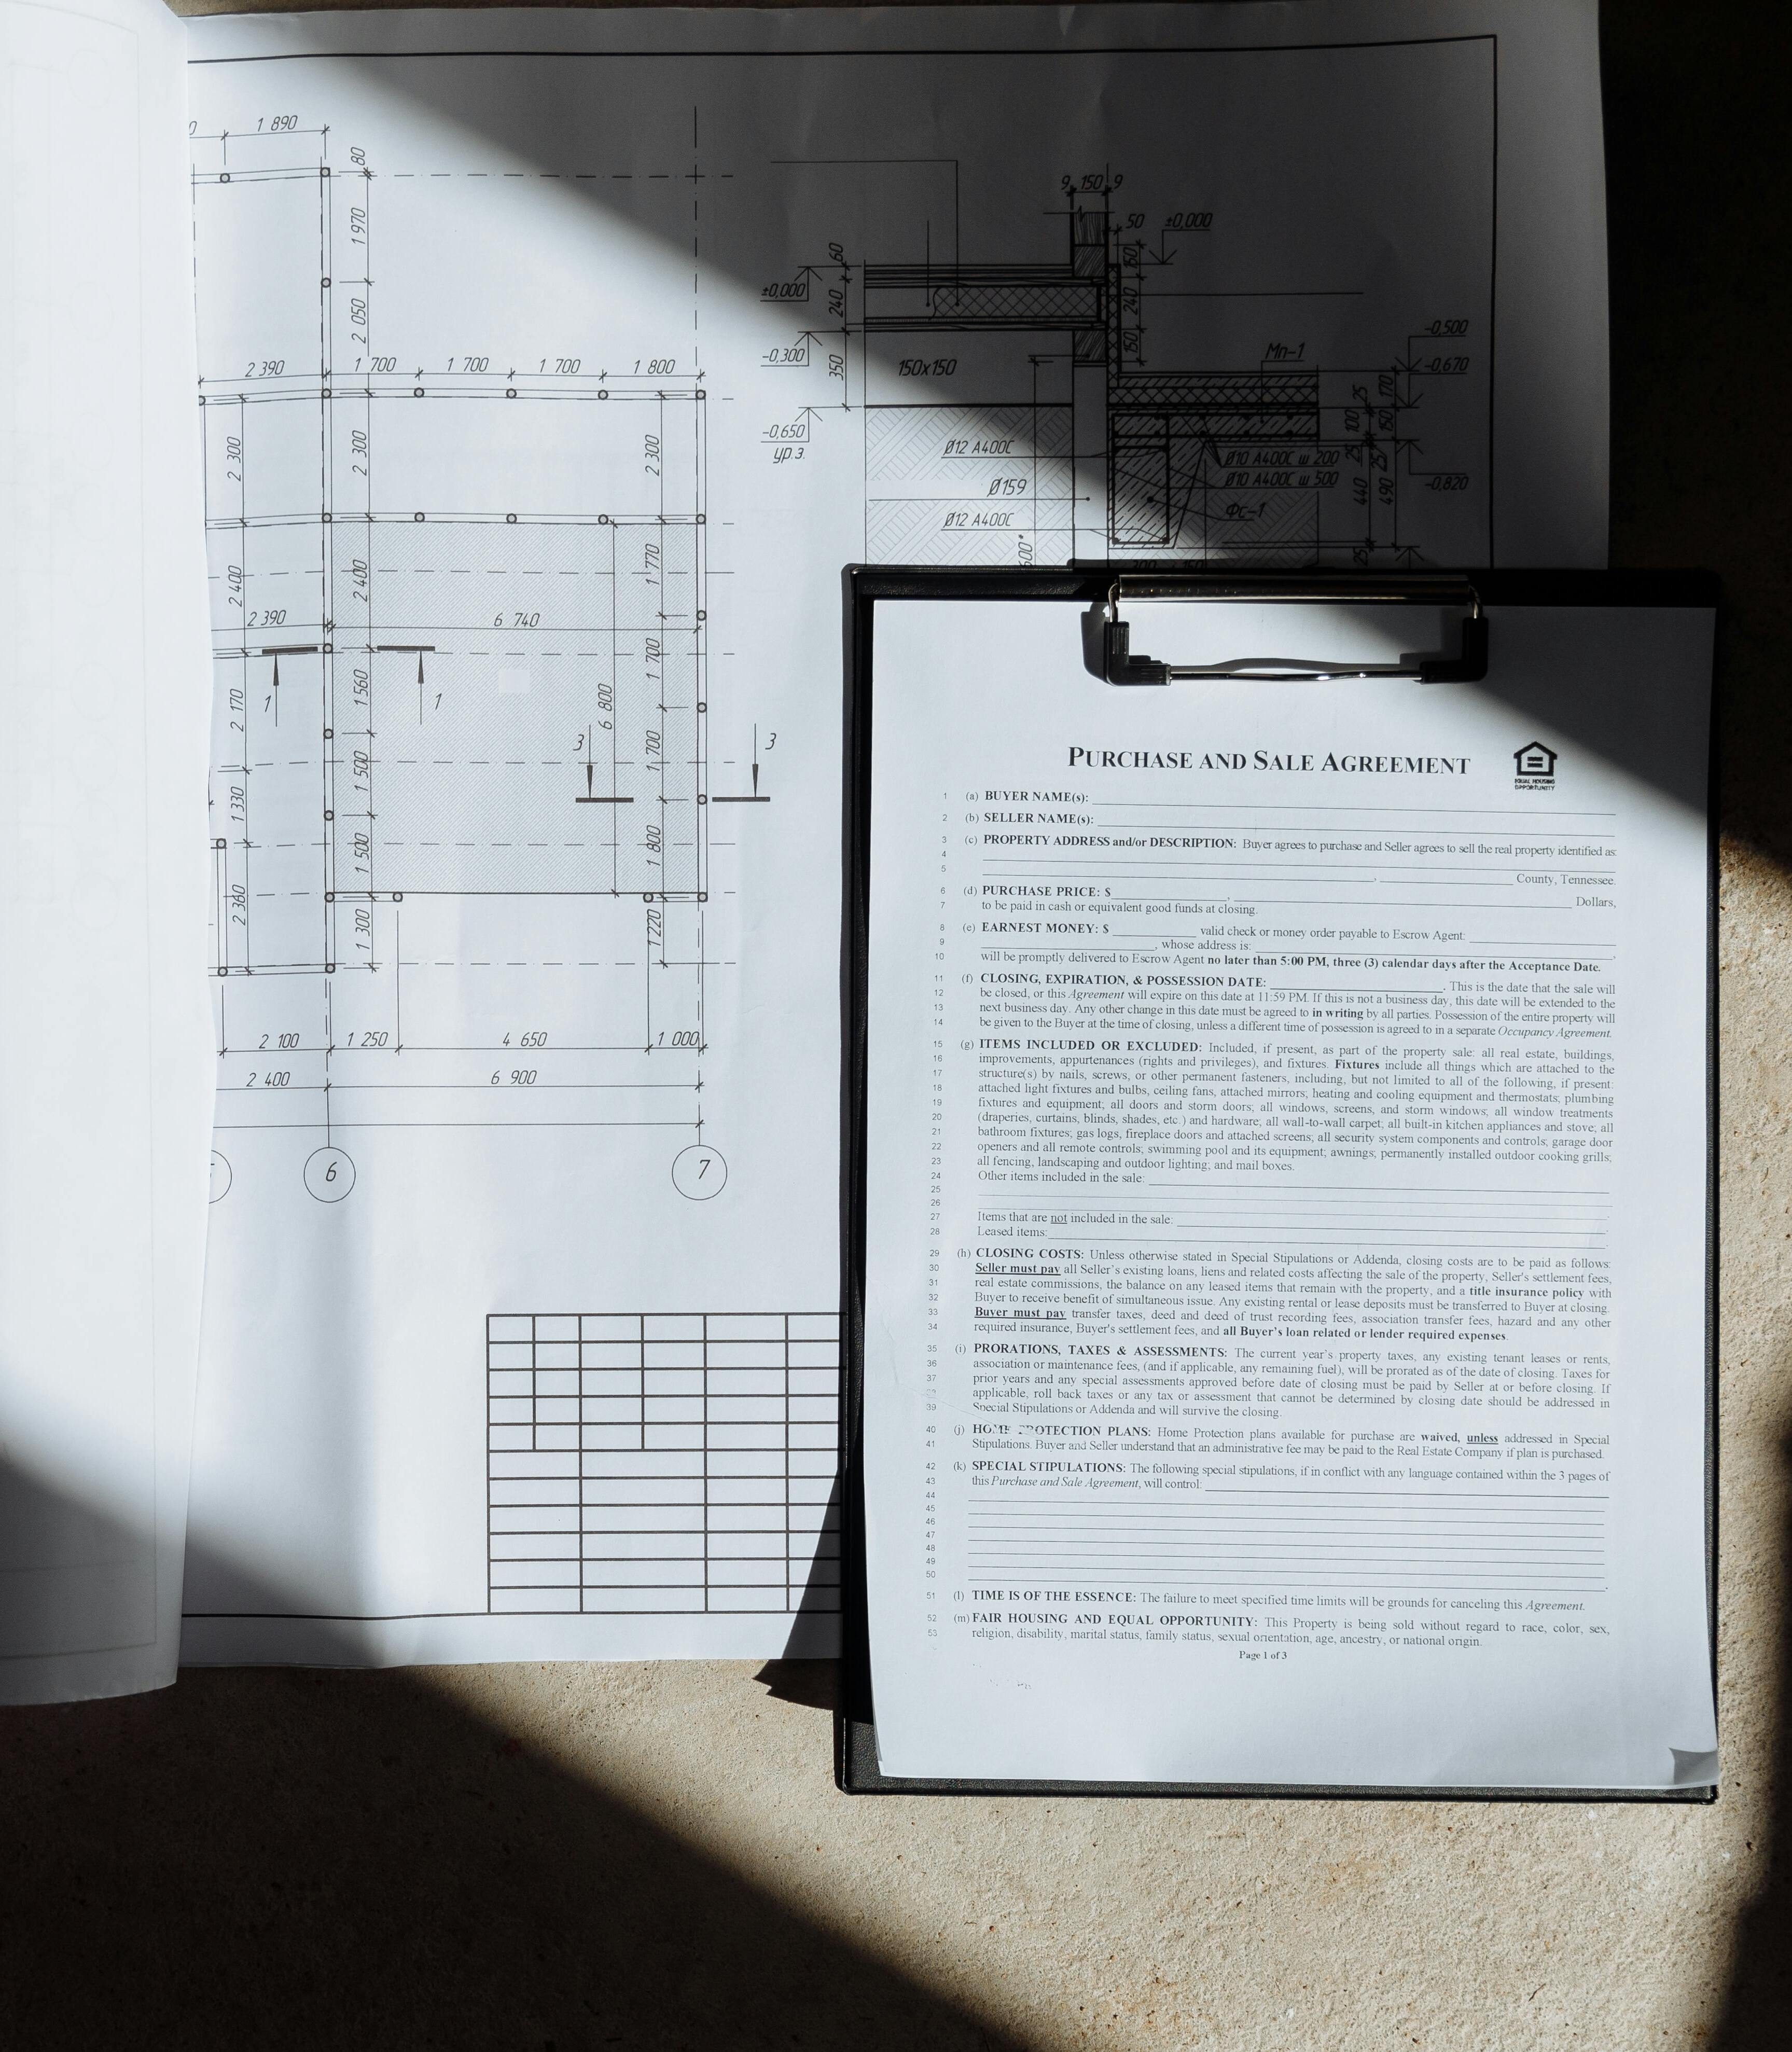 1 890
80
1 970
2 050
2 390
1 700
1 700
1 700
1 800
2 300
2 300
2 300
2 400
2 400
1 770
2 390
6 740
1
1
2 170
1 560
6 800
1 700
3
3
1 330
1 500
1 700
1 500
1 800
2 360
1 300
1220
2 100
1 250
4 650
1 000
2 400
6 900
6
7
9
150
9
50
±0,000
60
150
±0,000
240
240
-0,300
350
150
150x150
Мп-1
-0,500
-0,670
-0,650
ур.з.
25
170
100
150
Ø12 А400С
Ø10 А400С ш 200
Ø10 А400С ш 500
25
25
Ø159
440
490
-0,820
Фс-1
Ø12 А400С
25
PURCHASE AND SALE AGREEMENT
EQUAL HOUSING
OPPORTUNITY
1 (a) BUYER NAME(s):
2 (b) SELLER NAME(s):
3 (c) PROPERTY ADDRESS and/or DESCRIPTION: Buyer agrees to purchase and Seller agrees to sell the real property identified as:
4
5 , County, Tennessee.
6 (d) PURCHASE PRICE: $ , Dollars,
7 to be paid in cash or equivalent good funds at closing.
8 (e) EARNEST MONEY: $ valid check or money order payable to Escrow Agent:
9 , whose address is: ,
10 will be promptly delivered to Escrow Agent no later than 5:00 PM, three (3) calendar days after the Acceptance Date.
11 (f) CLOSING, EXPIRATION, & POSSESSION DATE: . This is the date that the sale will
12 be closed, or this Agreement will expire on this date at 11:59 PM. If this is not a business day, this date will be extended to the
13 next business day. Any other change in this date must be agreed to in writing by all parties. Possession of the entire property will
14 be given to the Buyer at the time of closing, unless a different time of possession is agreed to in a separate Occupancy Agreement.
15 (g) ITEMS INCLUDED OR EXCLUDED: Included, if present, as part of the property sale: all real estate, buildings,
16 improvements, appurtenances (rights and privileges), and fixtures. Fixtures include all things which are attached to the
17 structure(s) by nails, screws, or other permanent fasteners, including, but not limited to all of the following, if present:
18 attached light fixtures and bulbs, ceiling fans, attached mirrors; heating and cooling equipment and thermostats; plumbing
19 fixtures and equipment; all doors and storm doors; all windows, screens, and storm windows; all window treatments
20 (draperies, curtains, blinds, shades, etc.) and hardware; all wall-to-wall carpet; all built-in kitchen appliances and stove; all
21 bathroom fixtures; gas logs, fireplace doors and attached screens; all security system components and controls; garage door
22 openers and all remote controls; swimming pool and its equipment; awnings; permanently installed outdoor cooking grills;
23 all fencing, landscaping and outdoor lighting; and mail boxes.
24 Other items included in the sale:
25
26
27 Items that are not included in the sale: .
28 Leased items: .
29 (h) CLOSING COSTS: Unless otherwise stated in Special Stipulations or Addenda, closing costs are to be paid as follows:
30 Seller must pay all Seller's existing loans, liens and related costs affecting the sale of the property, Seller's settlement fees,
31 real estate commissions, the balance on any leased items that remain with the property, and a title insurance policy with
32 Buyer to receive benefit of simultaneous issue. Any existing rental or lease deposits must be transferred to Buyer at closing.
33 Buyer must pay transfer taxes, deed and deed of trust recording fees, association transfer fees, hazard and any other
34 required insurance, Buyer's settlement fees, and all Buyer's loan related or lender required expenses.
35 (i) PRORATIONS, TAXES & ASSESSMENTS: The current year's property taxes, any existing tenant leases or rents,
36 association or maintenance fees, (and if applicable, any remaining fuel), will be prorated as of the date of closing. Taxes for
37 prior years and any special assessments approved before date of closing must be paid by Seller at or before closing. If
applicable, roll back taxes or any tax or assessment that cannot be determined by closing date should be addressed in
39 Special Stipulations or Addenda and will survive the closing.
40 (j) HOME PROTECTION PLANS: Home Protection plans available for purchase are waived, unless addressed in Special
41 Stipulations. Buyer and Seller understand that an administrative fee may be paid to the Real Estate Company if plan is purchased.
42 (k) SPECIAL STIPULATIONS: The following special stipulations, if in conflict with any language contained within the 3 pages of
43 this Purchase and Sale Agreement, will control:
44
45
46
47
48
49
50 .
51 (l) TIME IS OF THE ESSENCE: The failure to meet specified time limits will be grounds for canceling this Agreement.
52 (m) FAIR HOUSING AND EQUAL OPPORTUNITY: This Property is being sold without regard to race, color, sex,
53 religion, disability, marital status, family status, sexual orientation, age, ancestry, or national origin.
Page 1 of 3